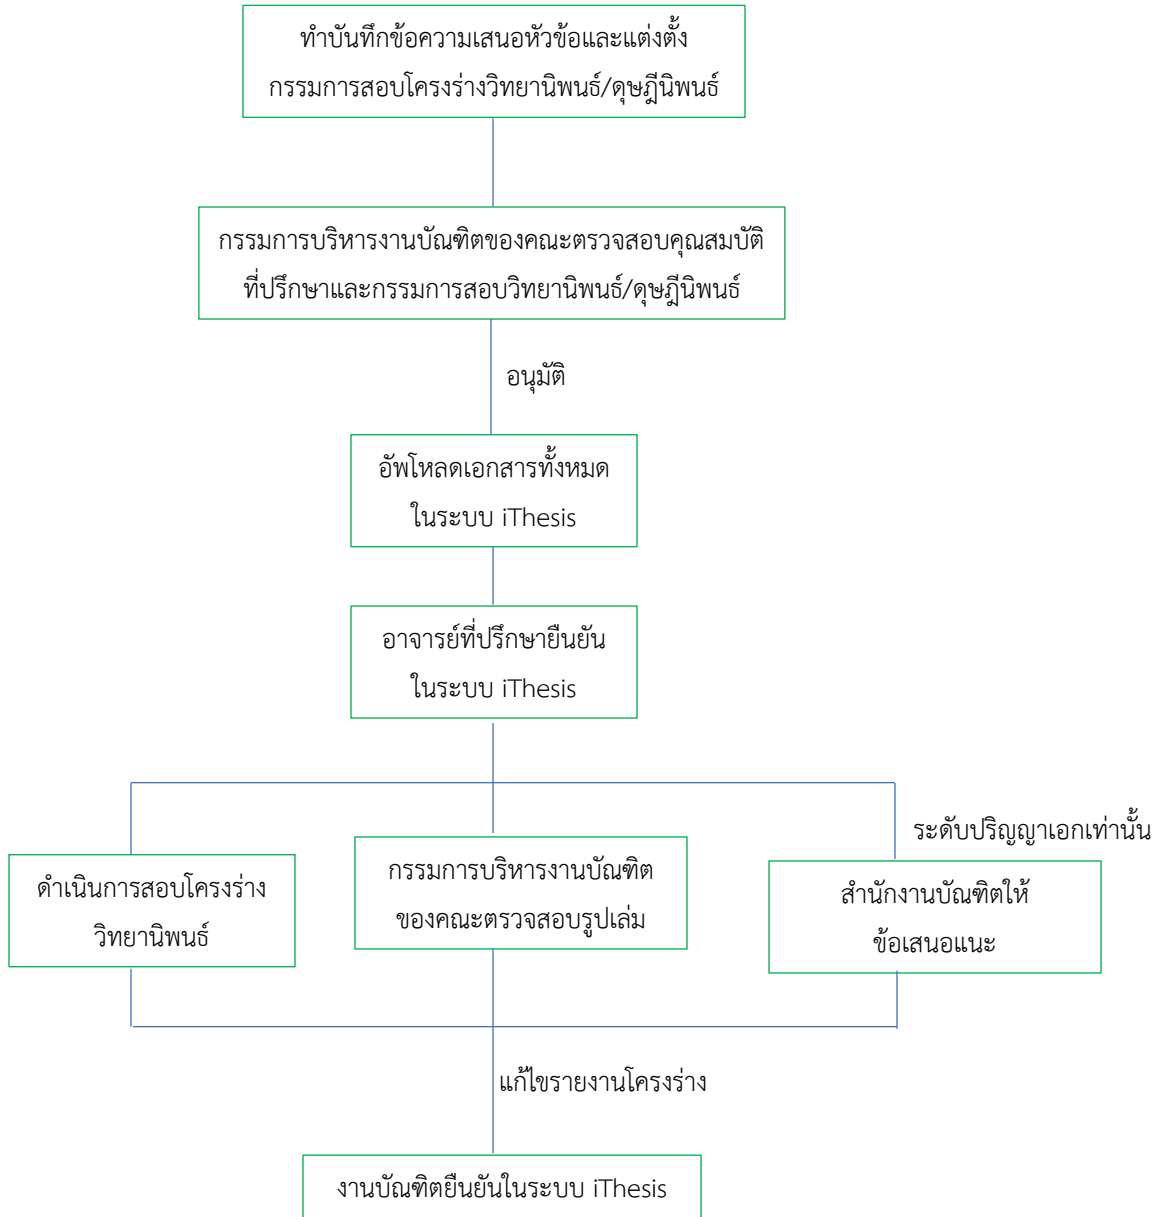 ทำบันทึกข้อความเสนอหัวข้อและแต่งตั้ง
กรรมการสอบโครงร่างวิทยานิพนธ์/ดุษฎีนิพนธ์
กรรมการบริหารงานบัณฑิตของคณะตรวจสอบคุณสมบัติ
ที่ปรึกษาและกรรมการสอบวิทยานิพนธ์/ดุษฎีนิพนธ์
อนุมัติ
อัพโหลดเอกสารทั้งหมด
ในระบบ iThesis
อาจารย์ที่ปรึกษายืนยัน
ในระบบ iThesis
ดำเนินการสอบโครงร่าง
วิทยานิพนธ์
กรรมการบริหารงานบัณฑิต
ของคณะตรวจสอบรูปเล่ม
ระดับปริญญาเอกเท่านั้น
สำนักงานบัณฑิตให้
ข้อเสนอแนะ
แก้ไขรายงานโครงร่าง
งานบัณฑิตยืนยันในระบบ iThesis